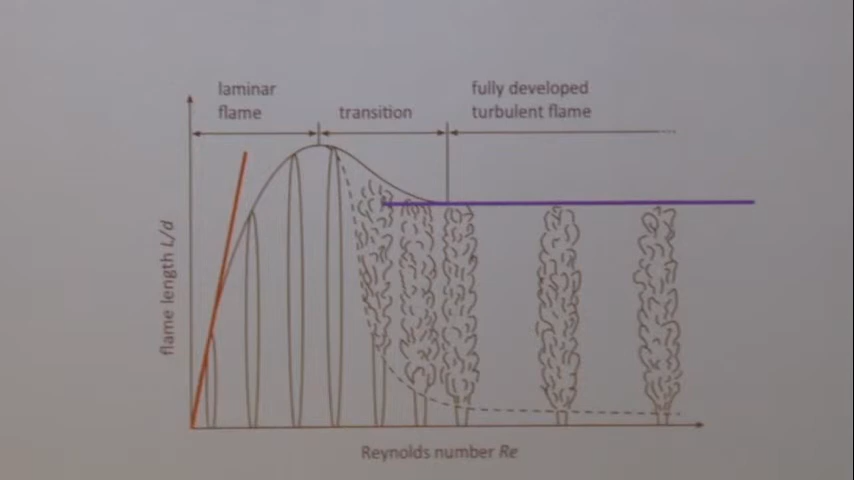 laminar
flame
transition
fully developed
turbulent flame
flame length L/d
Reynolds number Re